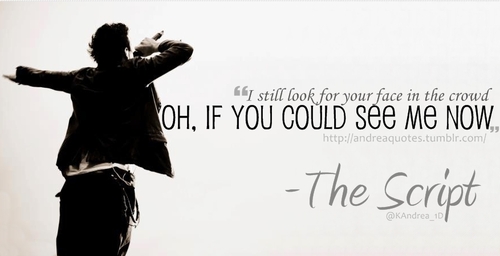 “I still look for your face in the crowd
OH, IF YOU COULD SEE ME NOW„
http://andreaquotes.tumblr.com/
-The Script
@KAndrea_1D